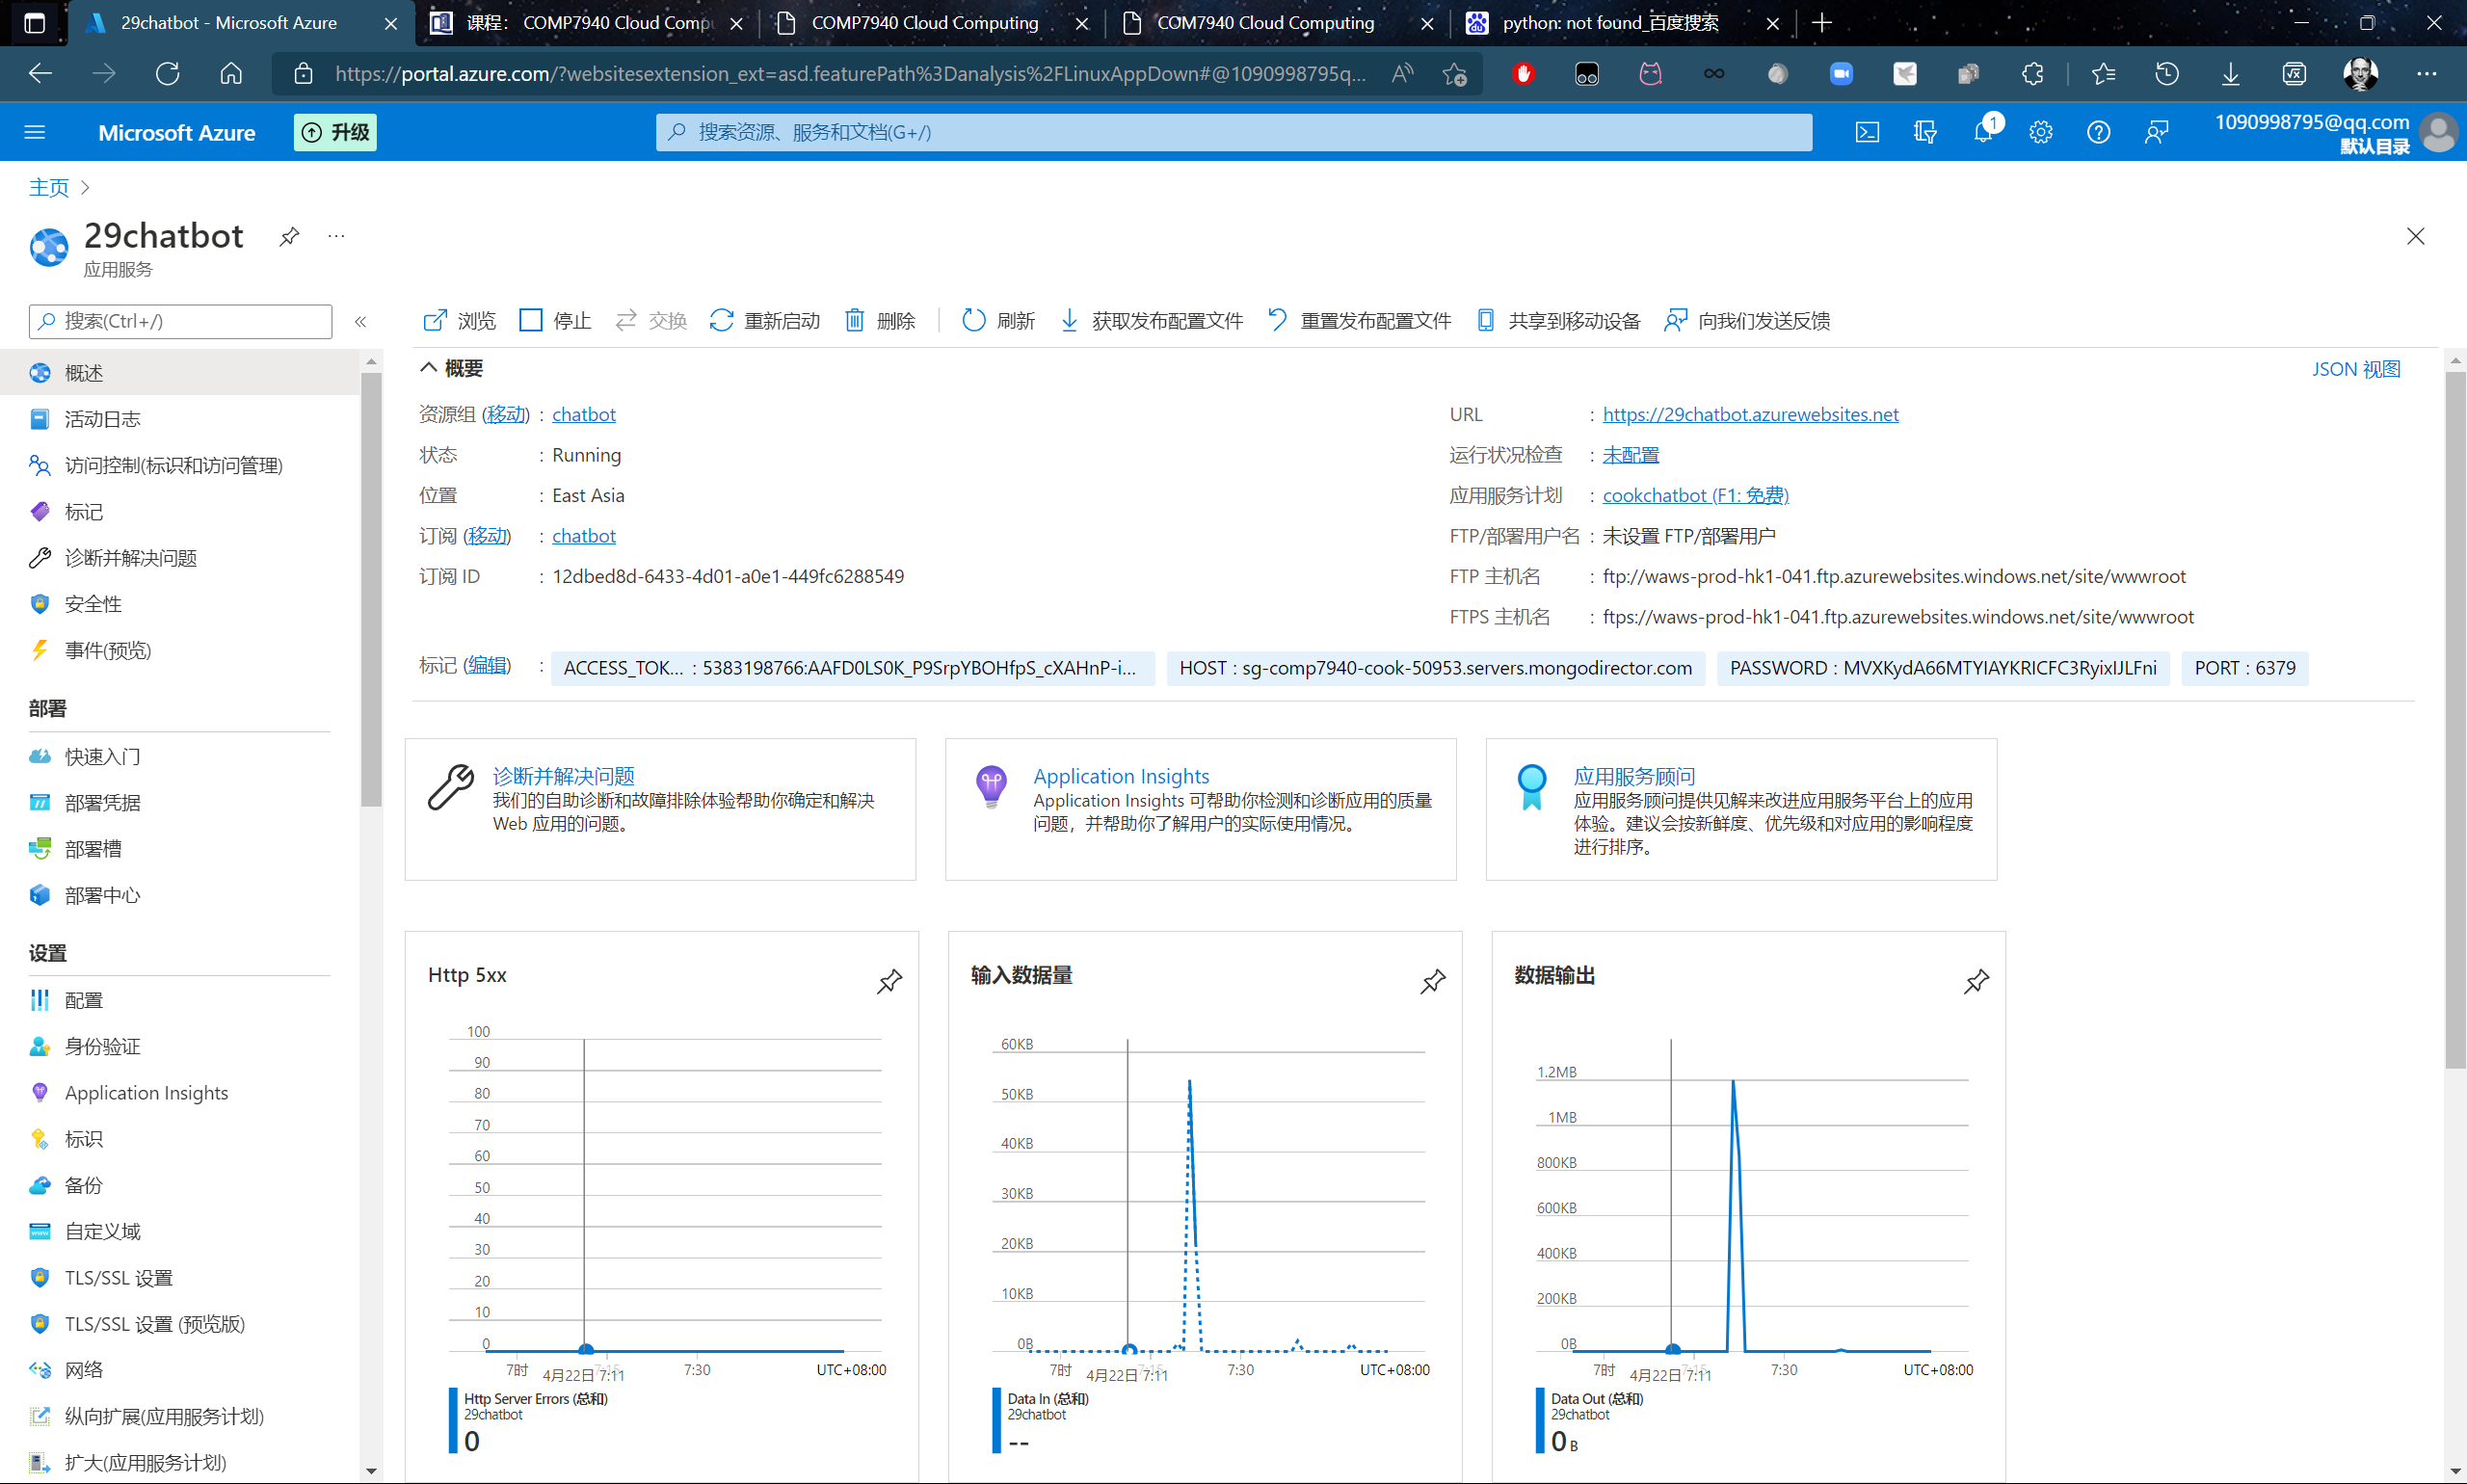 29chatbot - Microsoft Azure
课程: COMP7940 Cloud Comp
COMP7940 Cloud Computing
COM7940 Cloud Computing
python: not found_百度搜索
https://portal.azure.com/?websitesextension_ext=asd.featurePath%3Danalysis%2FLinuxAppDown#@1090998795q...
Microsoft Azure
升级
搜索资源、服务和文档(G+/)
1
1090998795@qq.com
默认目录
主页
29chatbot
...
应用服务
搜索(Ctrl+/)
概述
活动日志
访问控制(标识和访问管理)
标记
诊断并解决问题
安全性
事件(预览)
部署
快速入门
部署凭据
部署槽
部署中心
设置
配置
身份验证
Application Insights
标识
备份
自定义域
TLS/SSL 设置
TLS/SSL 设置 (预览版)
网络
纵向扩展(应用服务计划)
扩大(应用服务计划)
浏览 停止 交换 重新启动 删除 刷新 获取发布配置文件 重置发布配置文件 共享到移动设备 向我们发送反馈
概要
JSON 视图
资源组 (移动) : chatbot
状态 : Running
位置 : East Asia
订阅 (移动) : chatbot
订阅 ID : 12dbed8d-6433-4d01-a0e1-449fc6288549
URL : https://29chatbot.azurewebsites.net
运行状况检查 : 未配置
应用服务计划 : cookchatbot (F1: 免费)
FTP/部署用户名 : 未设置 FTP/部署用户
FTP 主机名 : ftp://waws-prod-hk1-041.ftp.azurewebsites.windows.net/site/wwwroot
FTPS 主机名 : ftps://waws-prod-hk1-041.ftp.azurewebsites.windows.net/site/wwwroot
标记 (编辑) : ACCESS_TOK... : 5383198766:AAFD0LS0K_P9SrpYBOHfpS_cXAHnP-i... HOST : sg-comp7940-cook-50953.servers.mongodirector.com PASSWORD : MVXKydA66MTYIAYKRICFC3RyixIJLFni PORT : 6379
诊断并解决问题
我们的自助诊断和故障排除体验帮助你确定和解决
Web 应用的问题。
Application Insights
Application Insights 可帮助你检测和诊断应用的质量
问题，并帮助你了解用户的实际使用情况。
应用服务顾问
应用服务顾问提供见解来改进应用服务平台上的应用
体验。建议会按新鲜度、优先级和对应用的影响程度
进行排序。
Http 5xx
100
90
80
70
60
50
40
30
20
10
0
7时 4月22日 7:11 7:15 7:30 UTC+08:00
Http Server Errors (总和)
29chatbot
0
输入数据量
60KB
50KB
40KB
30KB
20KB
10KB
0B
7时 4月22日 7:11 7:15 7:30 UTC+08:00
Data In (总和)
29chatbot
--
数据输出
1.2MB
1MB
800KB
600KB
400KB
200KB
0B
7时 4月22日 7:11 7:15 7:30 UTC+08:00
Data Out (总和)
29chatbot
0 B